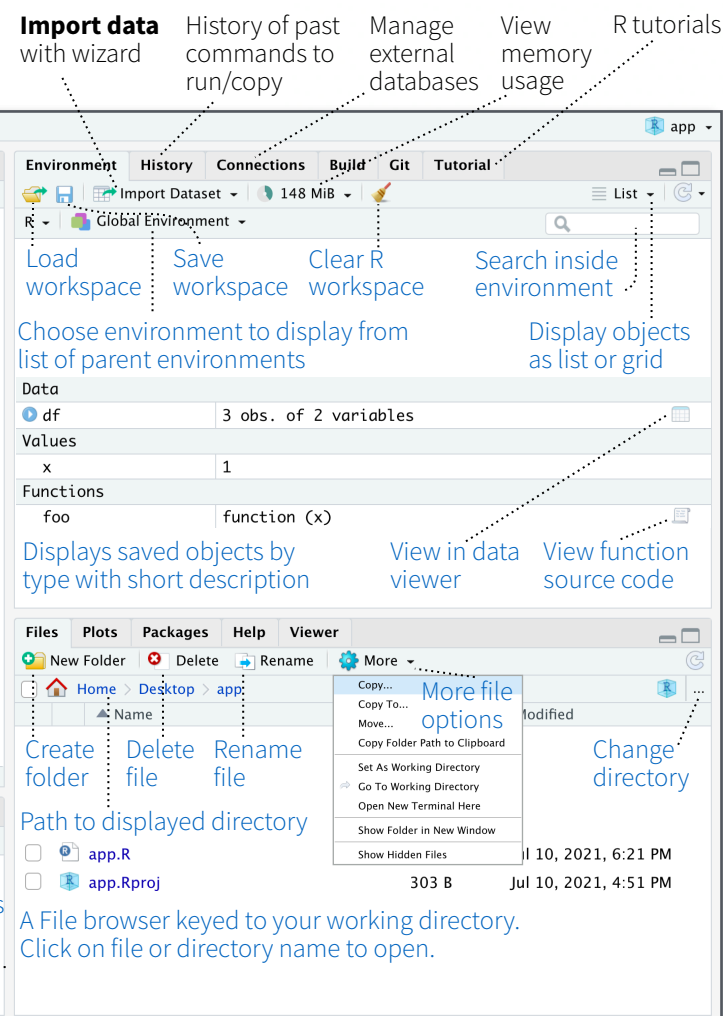 Import data
with wizard
History of past
commands to
run/copy
Manage
external
databases
View
memory
usage
R tutorials
app
Environment History Connections Build Git Tutorial
Import Dataset 148 MiB List
R Global Environment
Load
workspace
Save
workspace
Clear R
workspace
Search inside
environment
Choose environment to display from
list of parent environments
Display objects
as list or grid
Data
df 3 obs. of 2 variables
Values
x 1
Functions
foo function (x)
Displays saved objects by
type with short description
View in data
viewer
View function
source code
Files Plots Packages Help Viewer
New Folder Delete Rename More
Home > Desktop > app ...
Name Modified
Copy...
Copy To...
Move...
Copy Folder Path to Clipboard
Set As Working Directory
Go To Working Directory
Open New Terminal Here
Show Folder in New Window
Show Hidden Files
More file
options
Create
folder
Delete
file
Rename
file
Change
directory
Path to displayed directory
app.R l 10, 2021, 6:21 PM
app.Rproj 303 B Jul 10, 2021, 4:51 PM
s
A File browser keyed to your working directory.
Click on file or directory name to open.